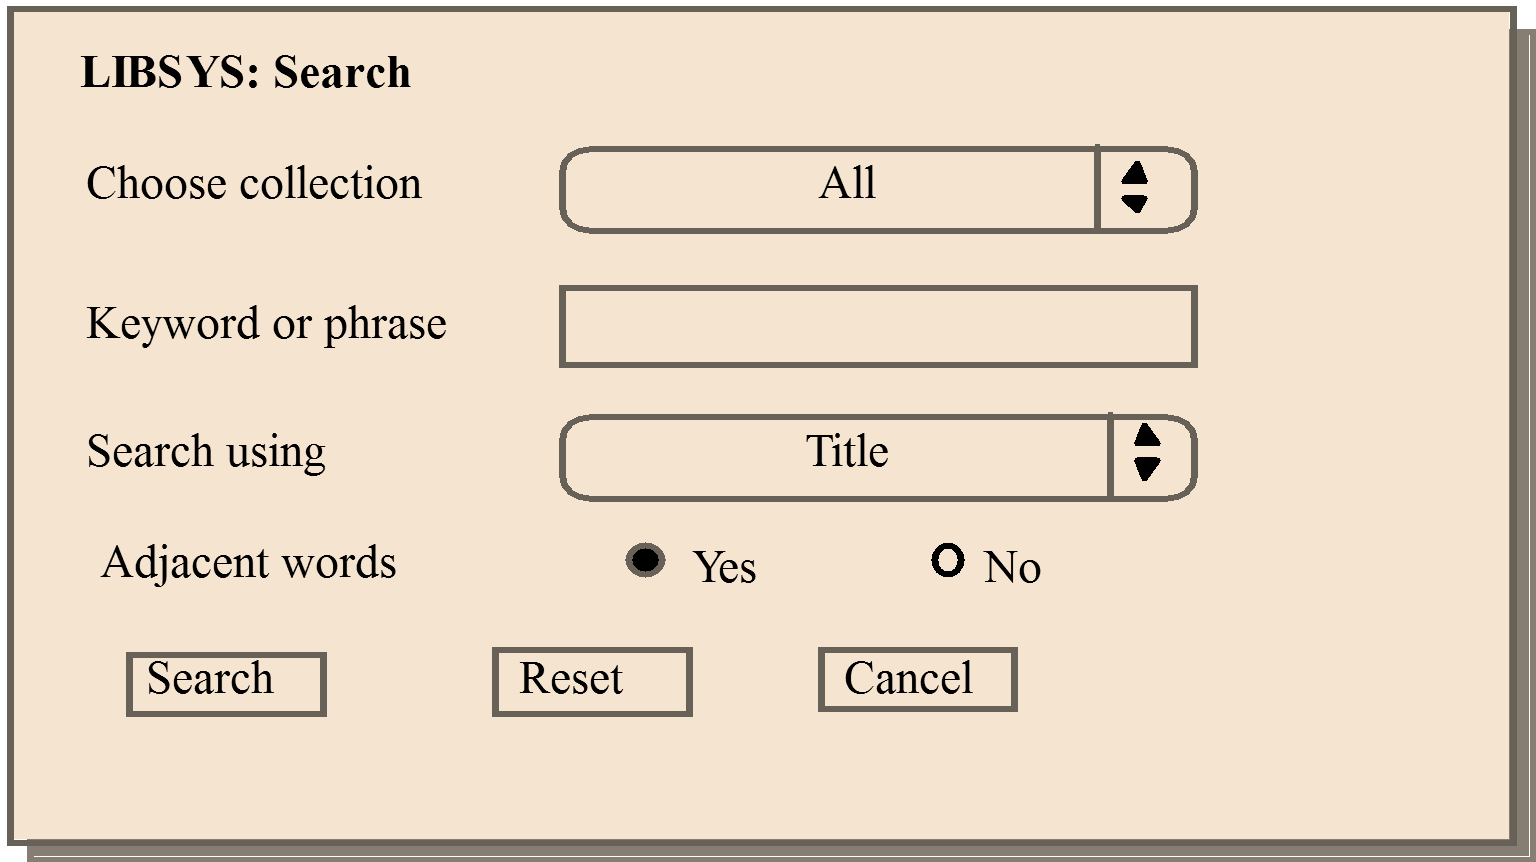 LIBSYS: Search
Choose collection All
Keyword or phrase
Search using Title
Adjacent words Yes No
Search Reset Cancel